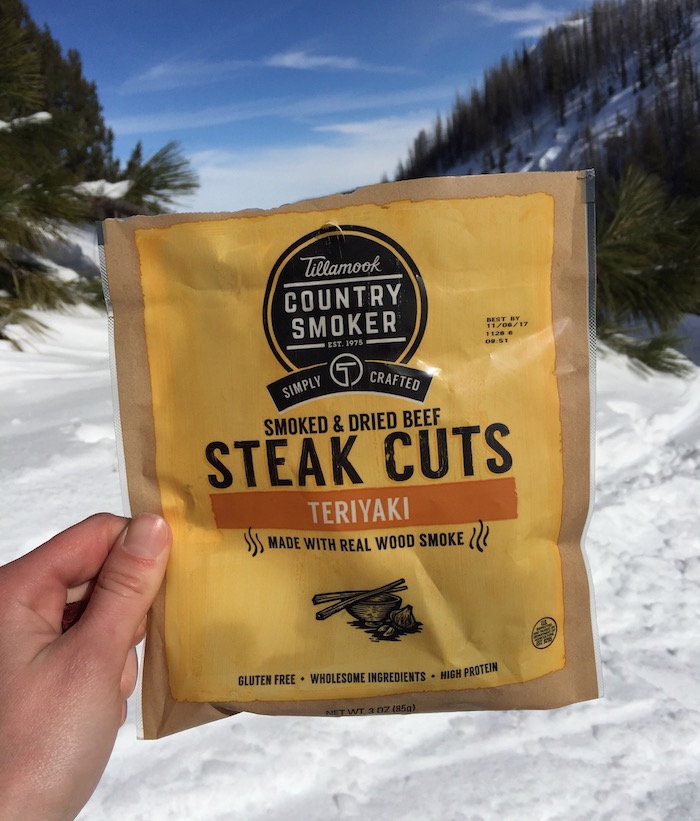 Tillamook
COUNTRY
SMOKER
EST. 1975
SIMPLY T CRAFTED
BEST BY
11/06/17
1126 6
08:51
SMOKED & DRIED BEEF
STEAK CUTS
TERIYAKI
MADE WITH REAL WOOD SMOKE
GLUTEN FREE • WHOLESOME INGREDIENTS • HIGH PROTEIN
NET WT. 3 OZ (85g)